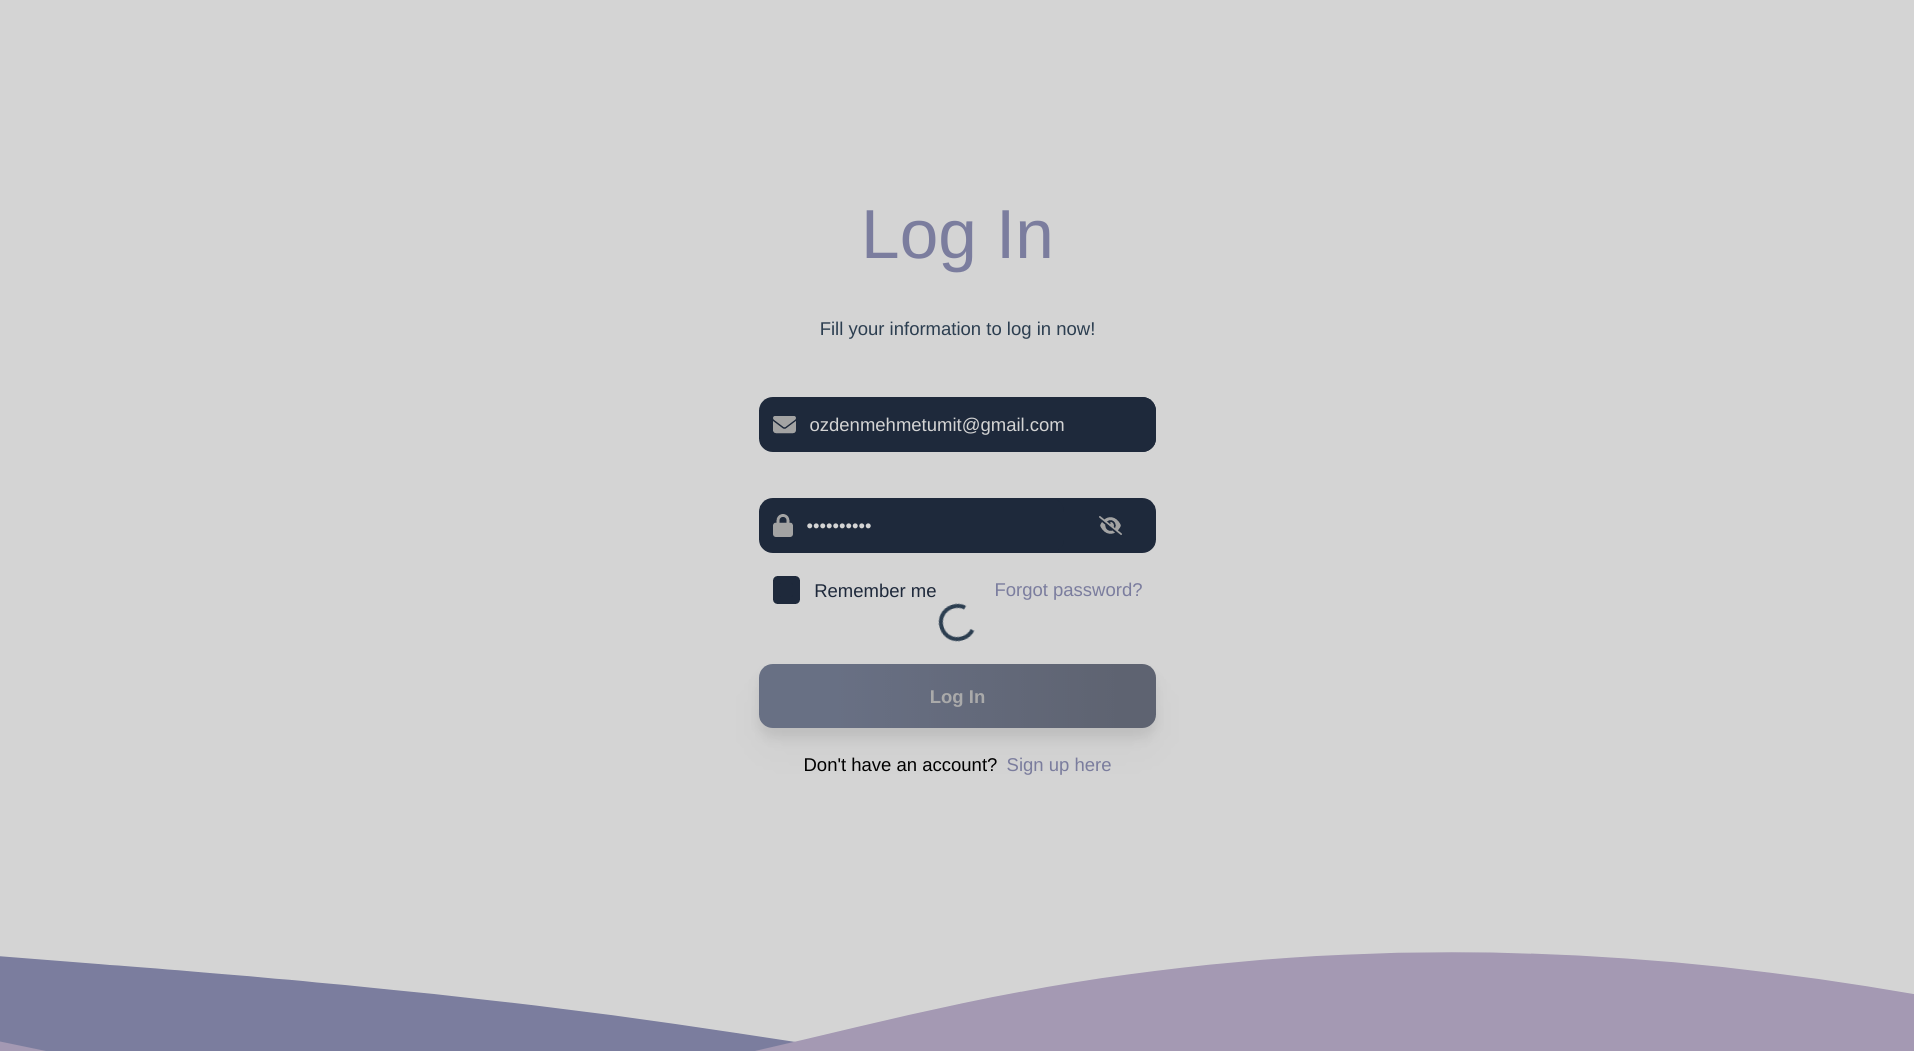 Log In
Fill your information to log in now!
ozdenmehmetumit@gmail.com
••••••••••
Remember me Forgot password?
Log In
Don't have an account? Sign up here